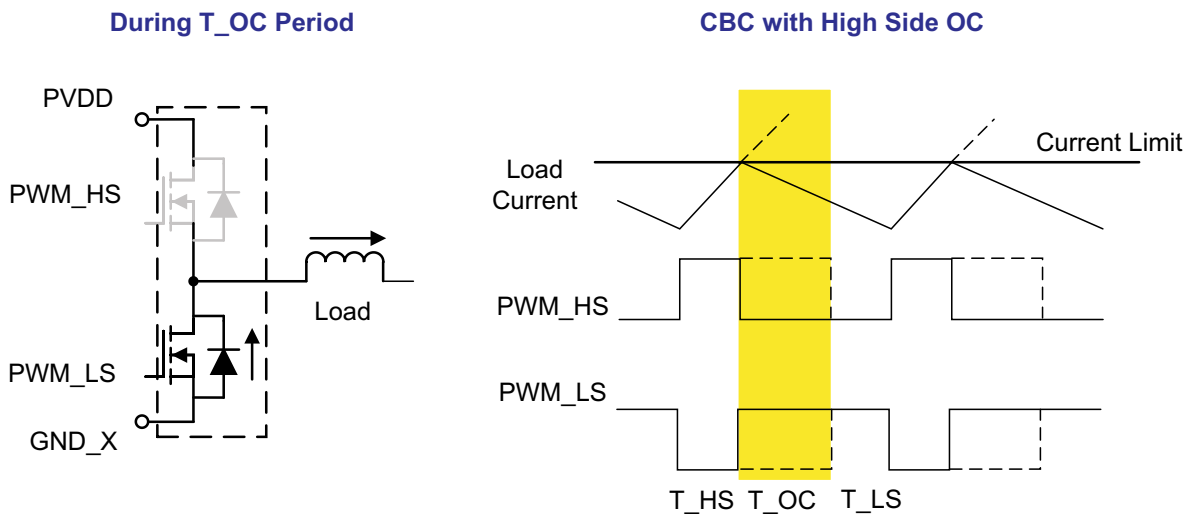 During T_OC Period
PVDD
PWM_HS
Load
PWM_LS
GND_X
CBC with High Side OC
Current Limit
Load
Current
PWM_HS
PWM_LS
T_HS T_OC T_LS